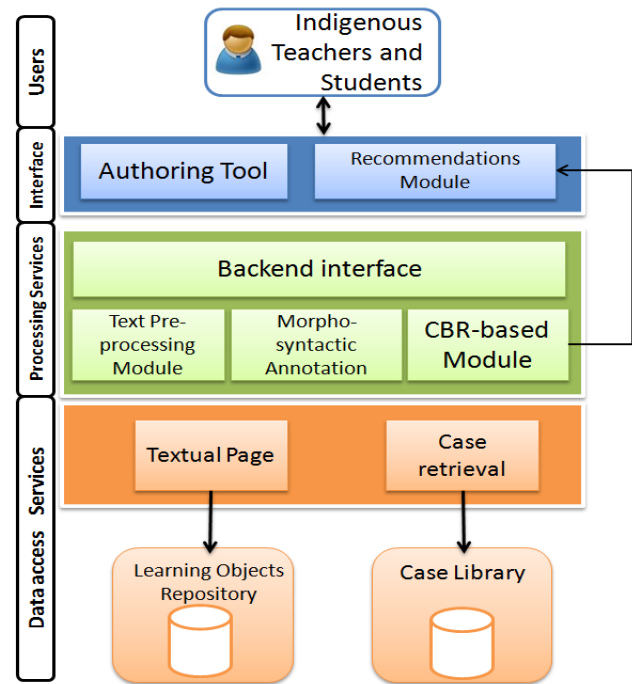 Users
Indigenous
Teachers and
Students
Interface
Authoring Tool
Recommendations
Module
Processing Services
Backend interface
Text Pre-
processing
Module
Morpho-
syntactic
Annotation
CBR-based
Module
Data access Services
Textual Page
Case
retrieval
Learning Objects
Repository
Case Library